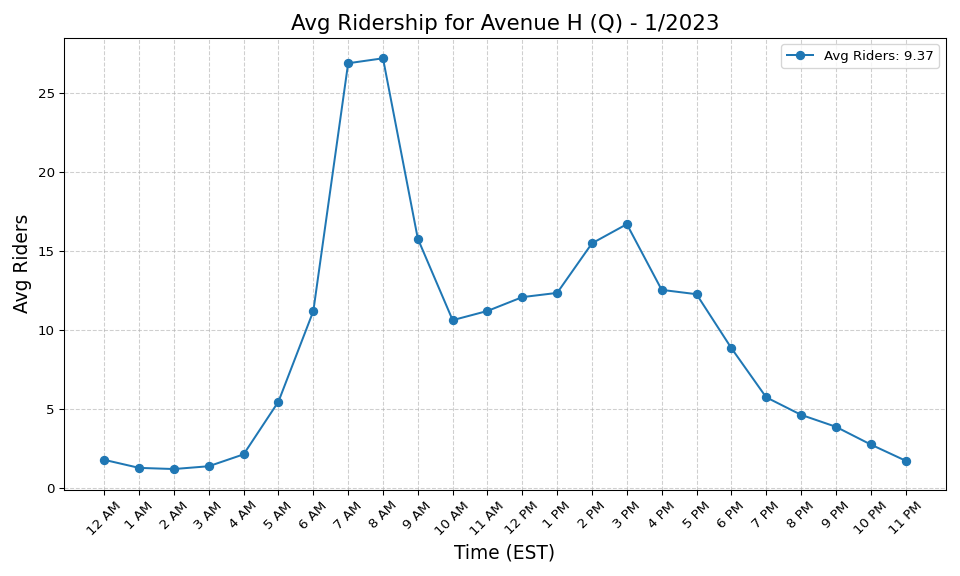 Avg Ridership for Avenue H (Q) - 1/2023
Avg Riders: 9.37
Avg Riders
25
20
15
10
5
0
12 AM
1 AM
2 AM
3 AM
4 AM
5 AM
6 AM
7 AM
8 AM
9 AM
10 AM
11 AM
12 PM
1 PM
2 PM
3 PM
4 PM
5 PM
6 PM
7 PM
8 PM
9 PM
10 PM
11 PM
Time (EST)